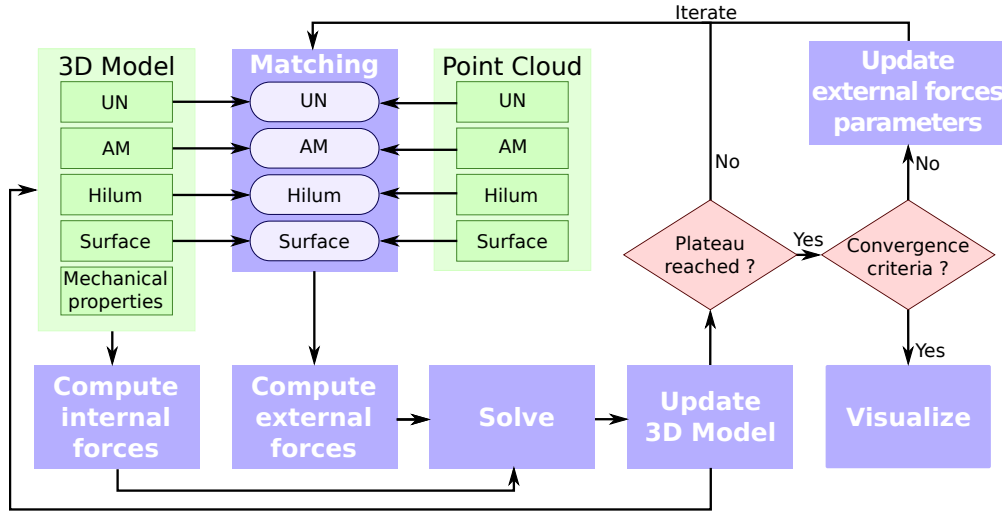 Iterate
3D Model
UN
AM
Hilum
Surface
Mechanical
properties
Matching
UN
AM
Hilum
Surface
Point Cloud
UN
AM
Hilum
Surface
Update
external forces
parameters
No
No
Plateau
reached ?
Yes
Convergence
criteria ?
Yes
Compute
internal
forces
Compute
external
forces
Solve
Update
3D Model
Visualize